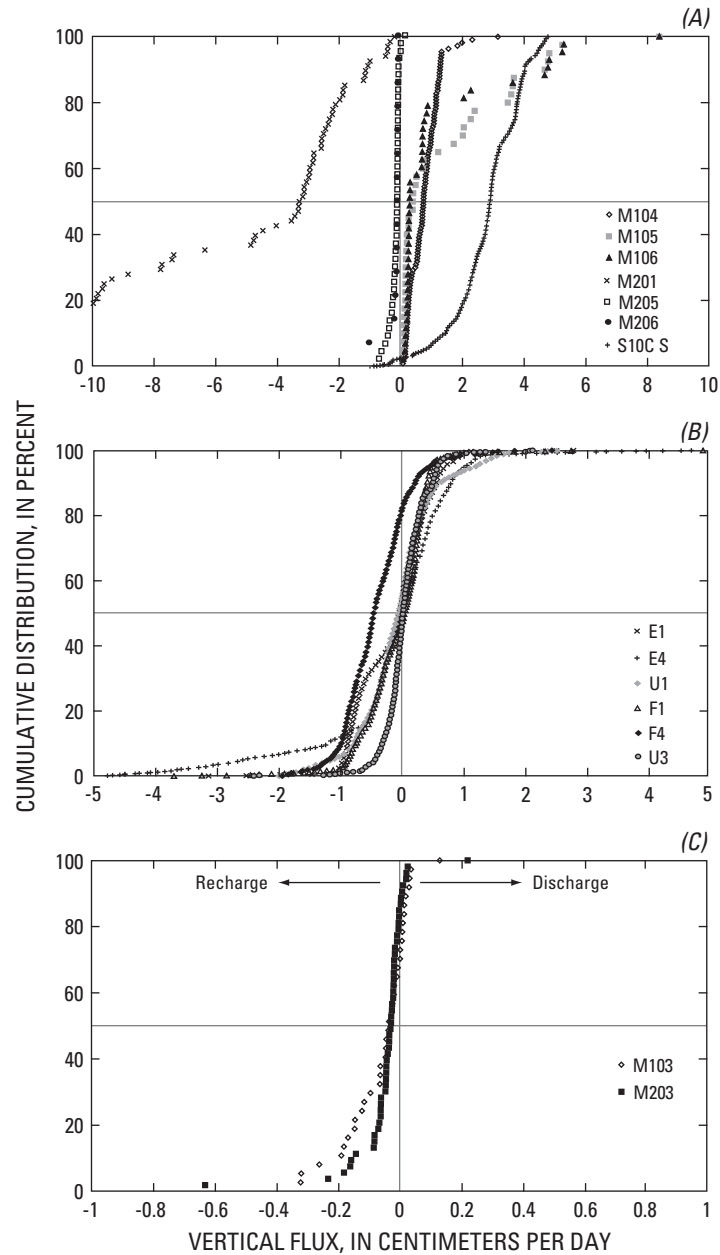 (A)
100
80
60
40
20
0
-10 -8 -6 -4 -2 0 2 4 6 8 10
M104
M105
M106
M201
M205
M206
S10C S
(B)
100
80
60
40
20
0
-5 -4 -3 -2 -1 0 1 2 3 4 5
E1
E4
U1
F1
F4
U3
CUMULATIVE DISTRIBUTION, IN PERCENT
(C)
100
80
60
40
20
0
Recharge
Discharge
M103
M203
-1 -0.8 -0.6 -0.4 -0.2 0 0.2 0.4 0.6 0.8 1
VERTICAL FLUX, IN CENTIMETERS PER DAY